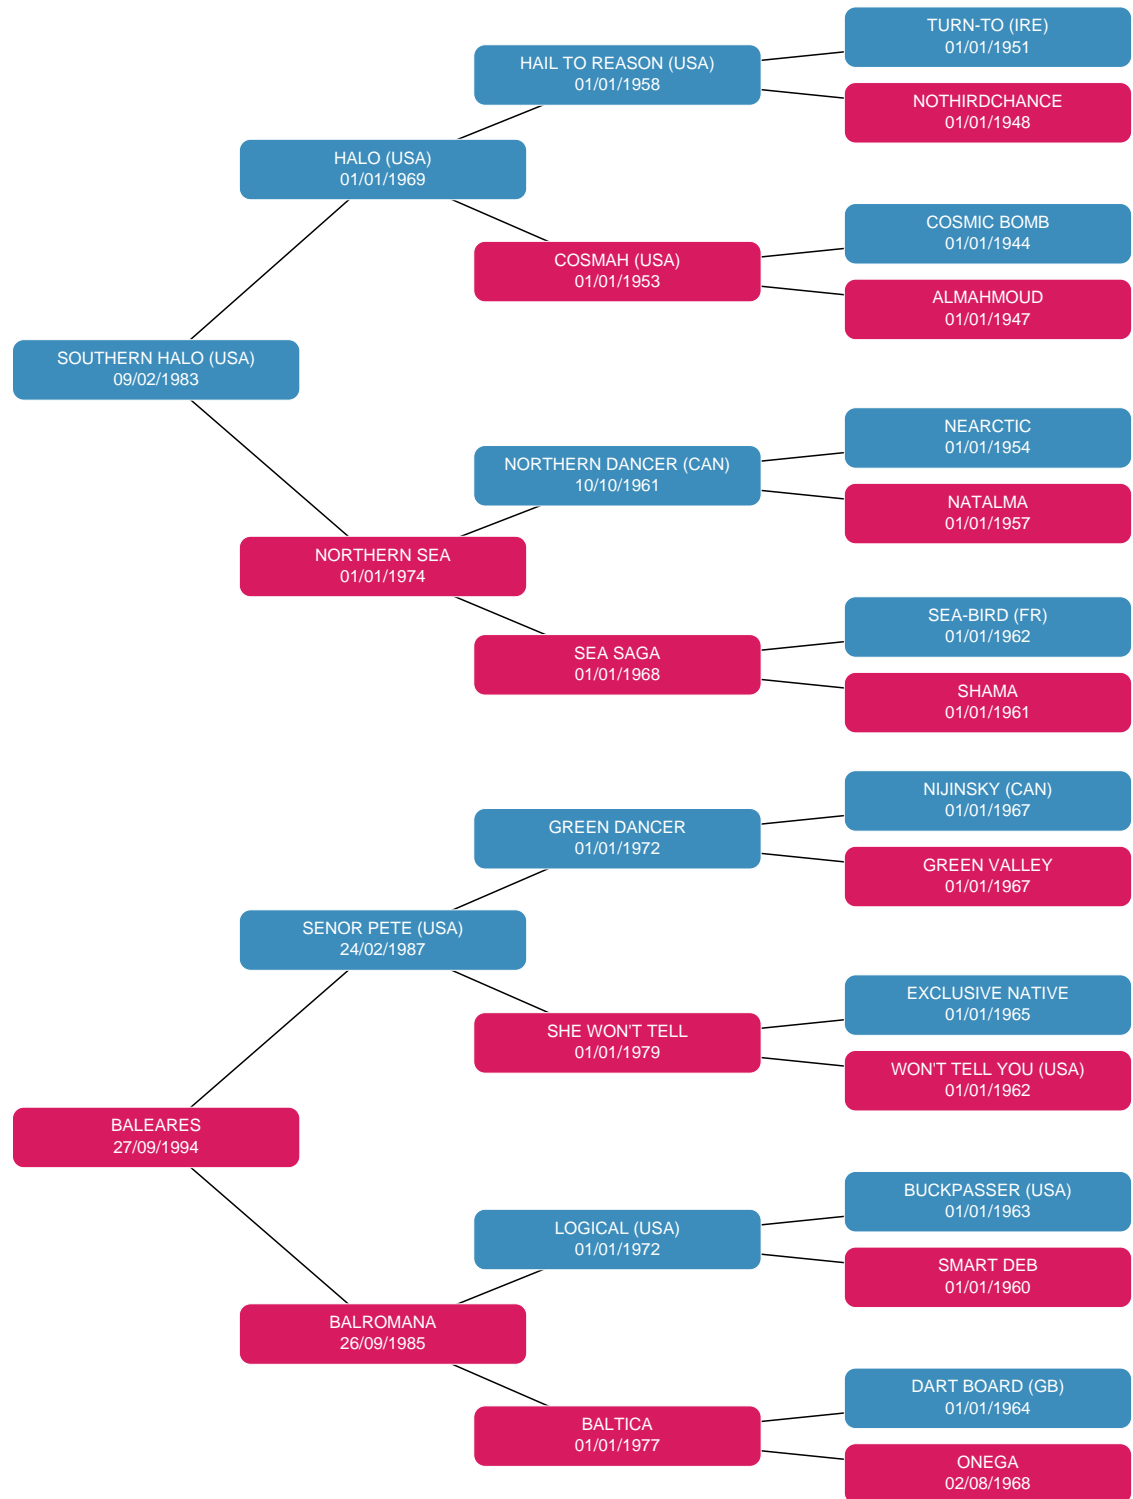 TURN-TO (IRE)
01/01/1951
HAIL TO REASON (USA)
01/01/1958
NOTHIRDCHANCE
01/01/1948
HALO (USA)
01/01/1969
COSMIC BOMB
01/01/1944
COSMAH (USA)
01/01/1953
ALMAHMOUD
01/01/1947
SOUTHERN HALO (USA)
09/02/1983
NEARCTIC
01/01/1954
NORTHERN DANCER (CAN)
10/10/1961
NATALMA
01/01/1957
NORTHERN SEA
01/01/1974
SEA-BIRD (FR)
01/01/1962
SEA SAGA
01/01/1968
SHAMA
01/01/1961
NIJINSKY (CAN)
01/01/1967
GREEN DANCER
01/01/1972
GREEN VALLEY
01/01/1967
SENOR PETE (USA)
24/02/1987
EXCLUSIVE NATIVE
01/01/1965
SHE WON'T TELL
01/01/1979
WON'T TELL YOU (USA)
01/01/1962
BALEARES
27/09/1994
BUCKPASSER (USA)
01/01/1963
LOGICAL (USA)
01/01/1972
SMART DEB
01/01/1960
BALROMANA
26/09/1985
DART BOARD (GB)
01/01/1964
BALTICA
01/01/1977
ONEGA
02/08/1968